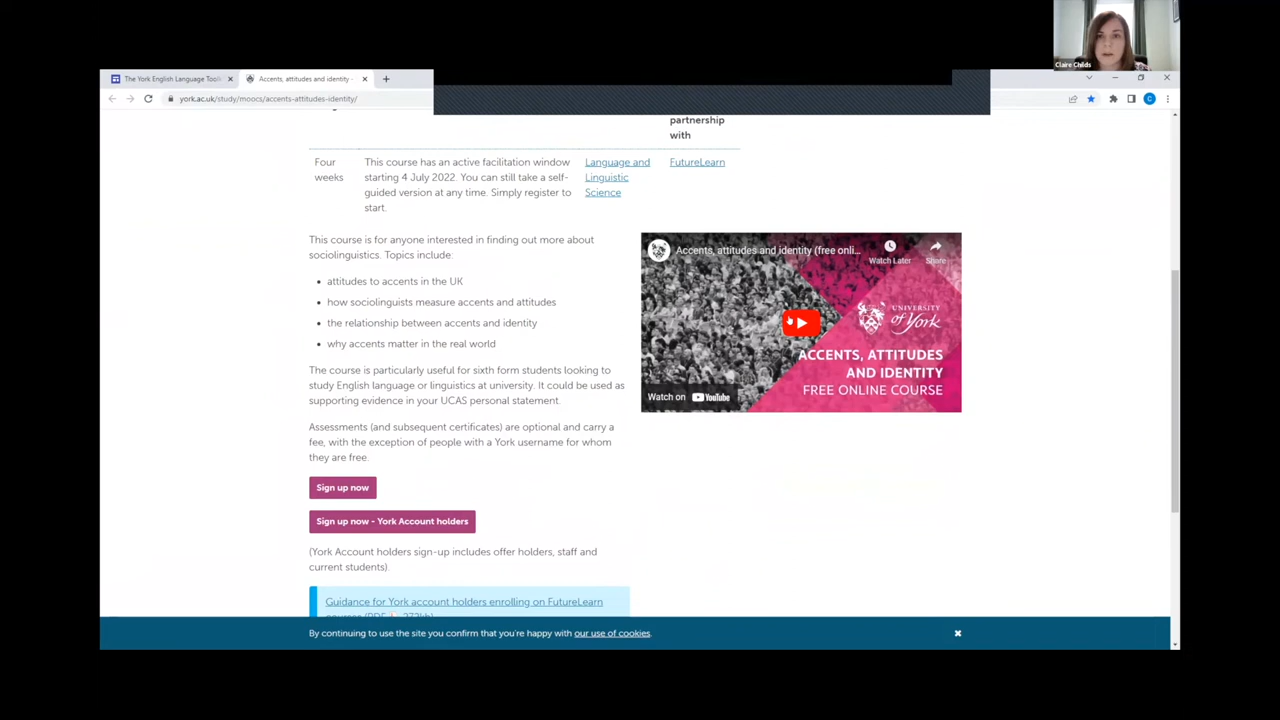 Claire Childs
The York English Language Toolk
Accents, attitudes and identity -
york.ac.uk/study/moocs/accents-attitudes-identity/
C
partnership
with
Four
weeks
This course has an active facilitation window
starting 4 July 2022. You can still take a self-
guided version at any time. Simply register to
start.
Language and
Linguistic
Science
FutureLearn
This course is for anyone interested in finding out more about
sociolinguistics. Topics include:
• attitudes to accents in the UK
• how sociolinguists measure accents and attitudes
• the relationship between accents and identity
• why accents matter in the real world
The course is particularly useful for sixth form students looking to
study English language or linguistics at university. It could be used as
supporting evidence in your UCAS personal statement.
Assessments (and subsequent certificates) are optional and carry a
fee, with the exception of people with a York username for whom
they are free.
Sign up now
Sign up now - York Account holders
(York Account holders sign-up includes offer holders, staff and
current students).
Guidance for York account holders enrolling on FutureLearn
Accents, attitudes and identity (free onli...
Watch Later
Share
UNIVERSITY
of York
ACCENTS, ATTITUDES
AND IDENTITY
FREE ONLINE COURSE
Watch on YouTube
By continuing to use the site you confirm that you're happy with our use of cookies.